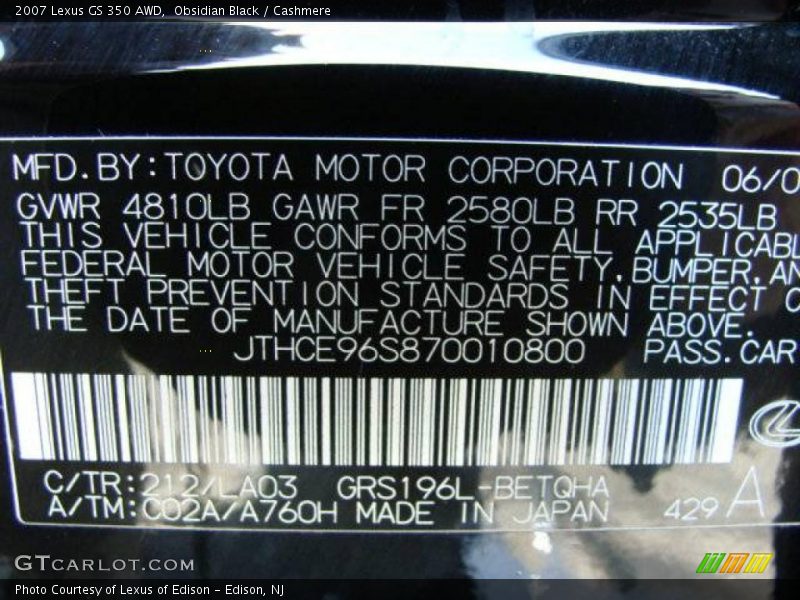 2007 Lexus GS 350 AWD,  Obsidian Black / Cashmere
MFD.BY:TOYOTA MOTOR CORPORATION 06/0
GVWR 4810LB GAWR FR 2580LB RR 2535LB
THIS VEHICLE CONFORMS TO ALL APPLICABL
FEDERAL MOTOR VEHICLE SAFETY,BUMPER,AN
THEFT PREVENTION STANDARDS IN EFFECT O
THE DATE OF MANUFACTURE SHOWN ABOVE.
JTHCE96S870010800 PASS.CAR
C/TR:212/LA03 GRS196L-BETQHA
A/TM:C02A/A760H MADE IN JAPAN 429 A
GTCARLOT.COM
Photo Courtesy of Lexus of Edison - Edison, NJ